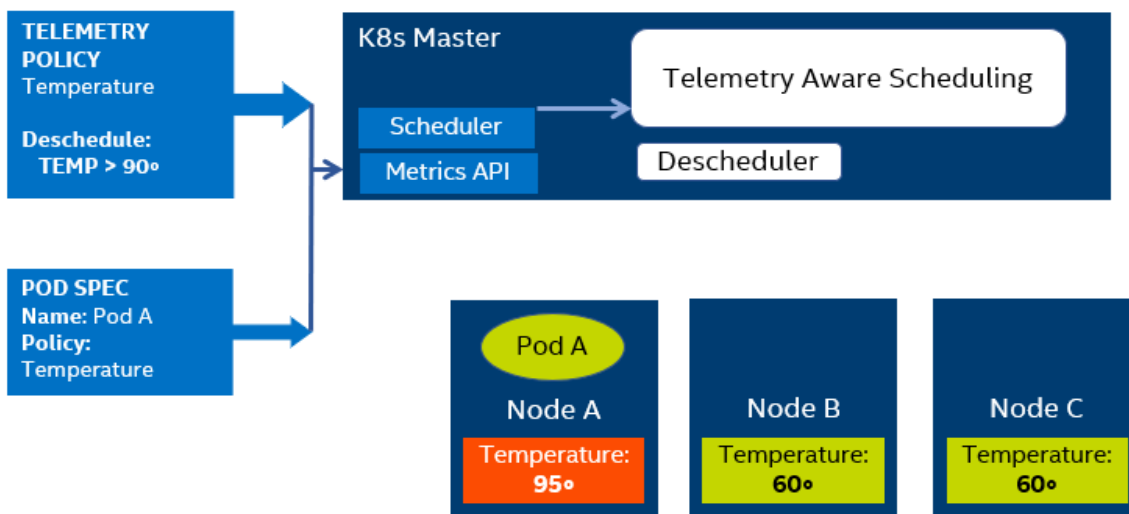 TELEMETRY
POLICY
Temperature
Deschedule:
TEMP > 90°
K8s Master
Scheduler
Metrics API
Telemetry Aware Scheduling
Descheduler
POD SPEC
Name: Pod A
Policy:
Temperature
Pod A
Node A
Temperature:
95°
Node B
Temperature:
60°
Node C
Temperature:
60°